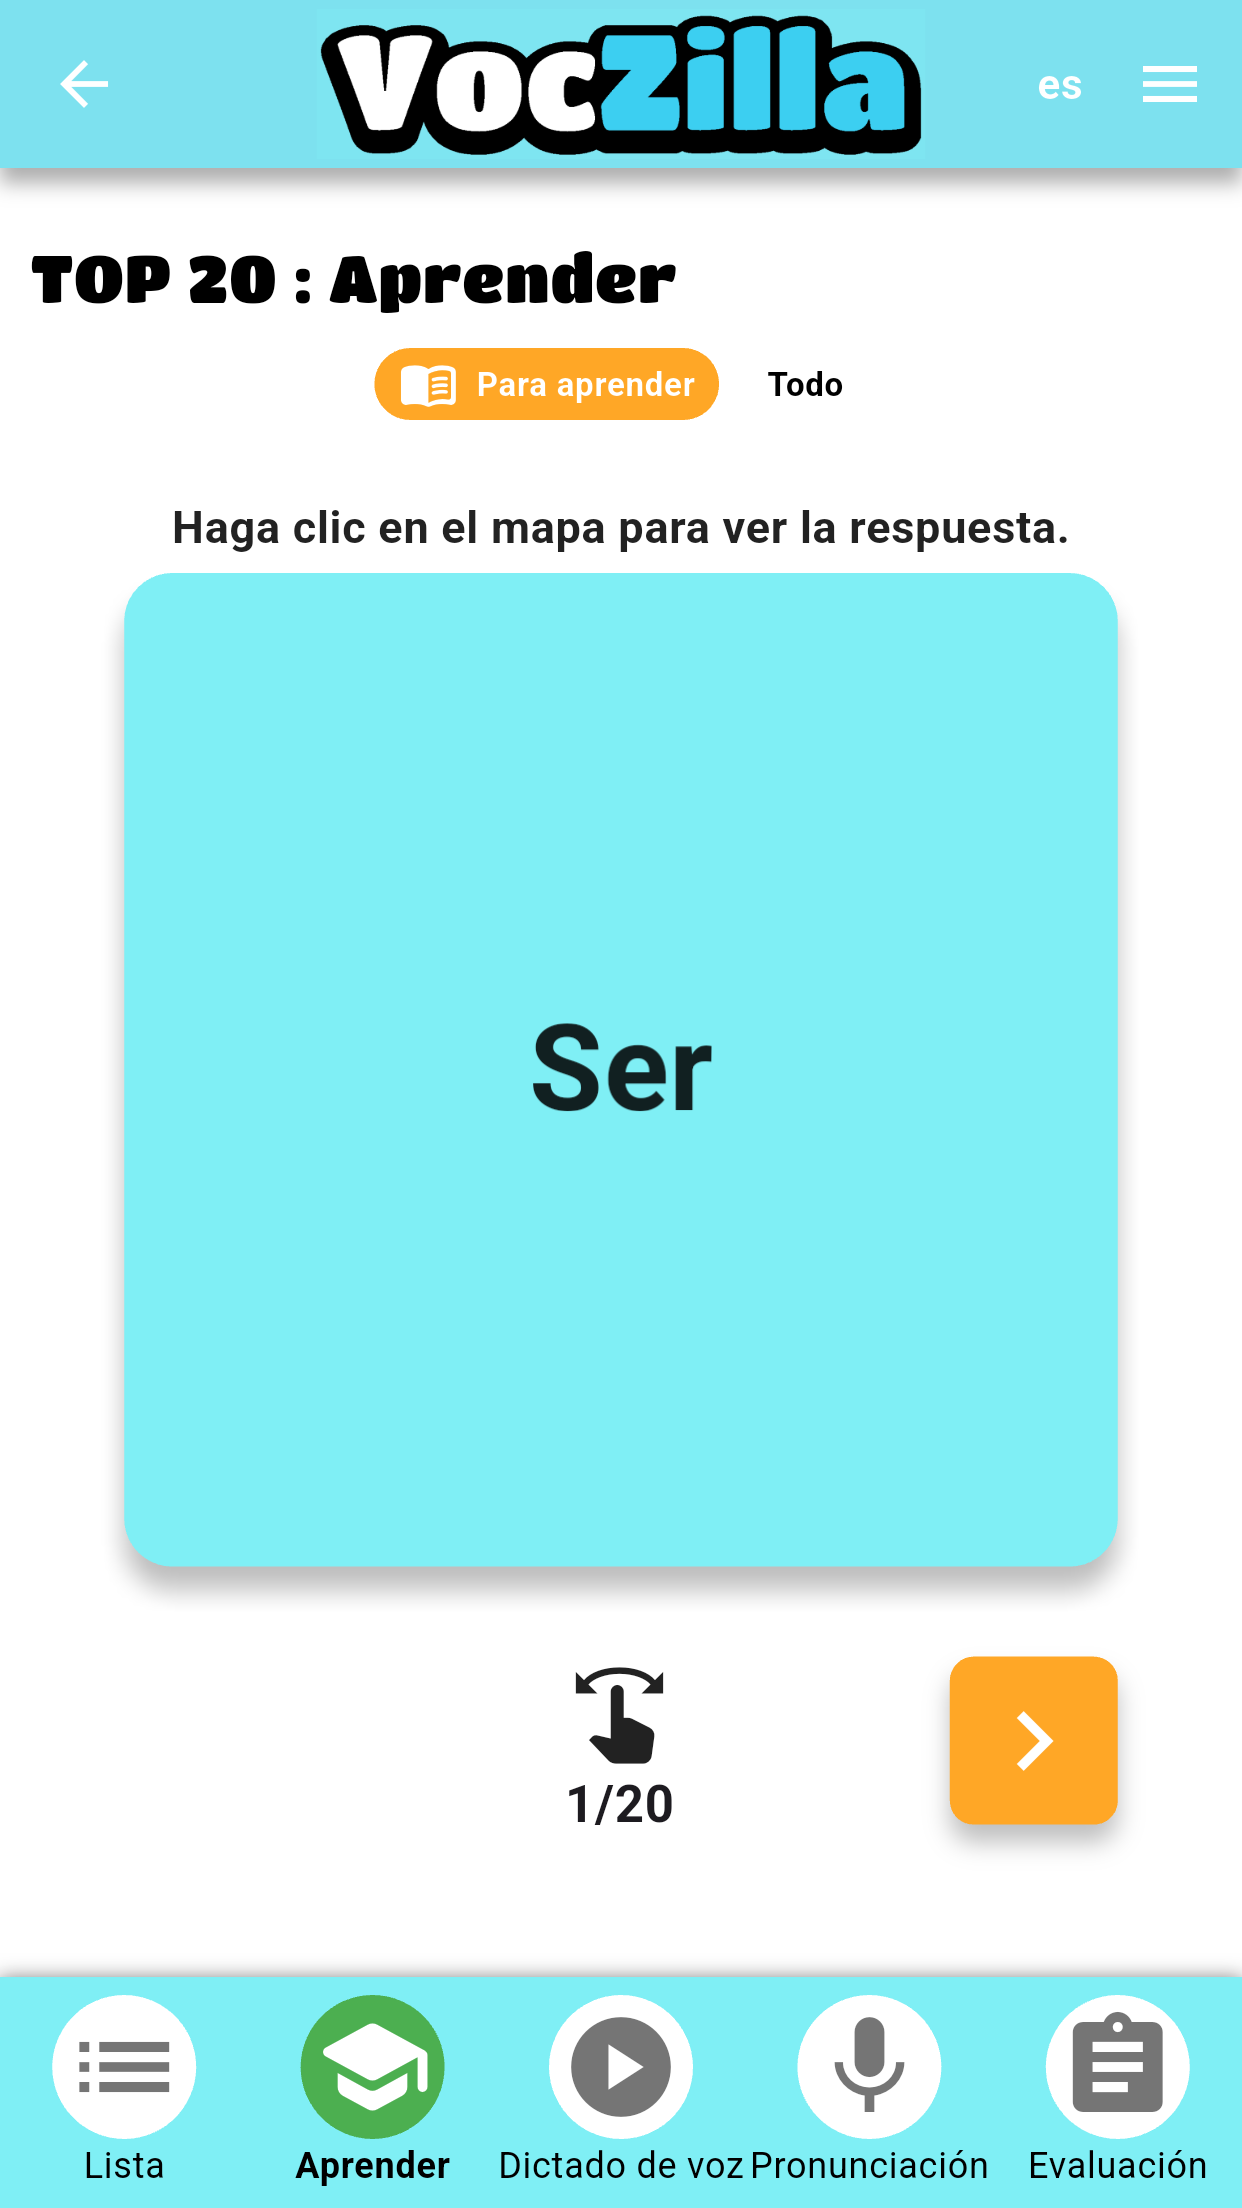 VocZilla
es
TOP 20 : Aprender
Para aprender
Todo
Haga clic en el mapa para ver la respuesta.
Ser
1/20
Lista
Aprender
Dictado de voz
Pronunciación
Evaluación